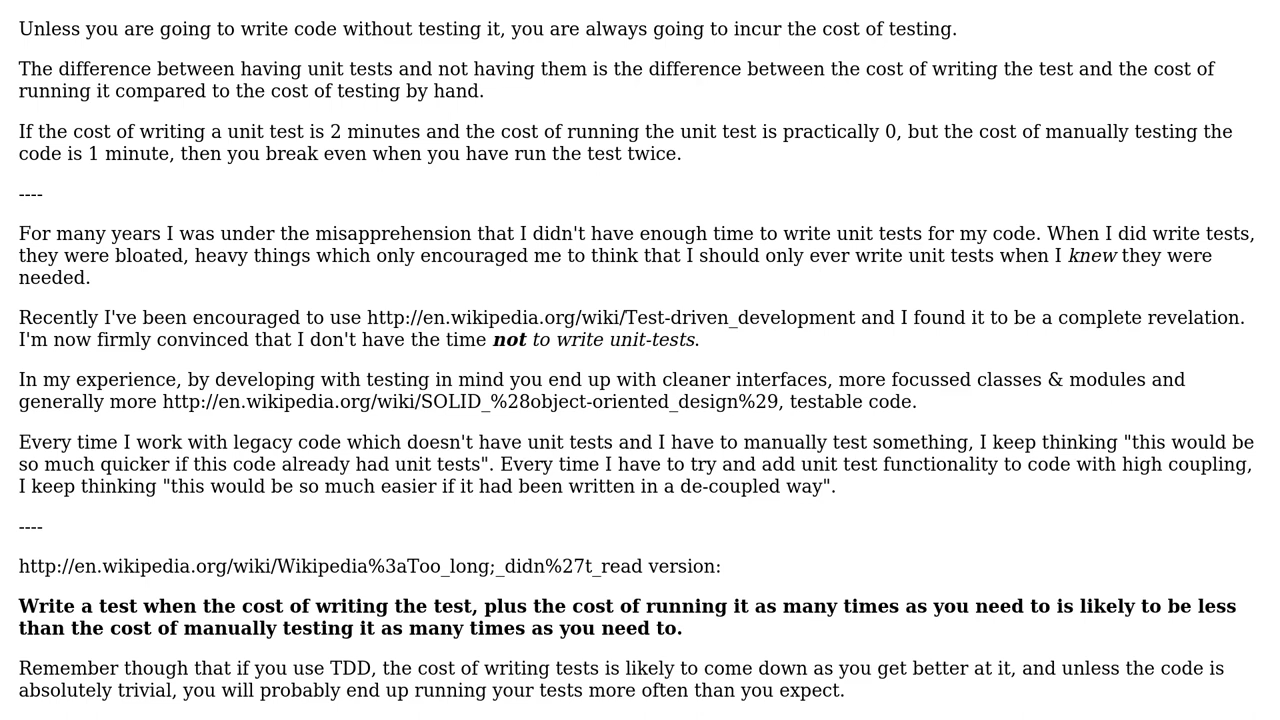 Unless you are going to write code without testing it, you are always going to incur the cost of testing.
The difference between having unit tests and not having them is the difference between the cost of writing the test and the cost of
running it compared to the cost of testing by hand.
If the cost of writing a unit test is 2 minutes and the cost of running the unit test is practically 0, but the cost of manually testing the
code is 1 minute, then you break even when you have run the test twice.
----
For many years I was under the misapprehension that I didn't have enough time to write unit tests for my code. When I did write tests,
they were bloated, heavy things which only encouraged me to think that I should only ever write unit tests when I knew they were
needed.
Recently I've been encouraged to use http://en.wikipedia.org/wiki/Test-driven_development and I found it to be a complete revelation.
I'm now firmly convinced that I don't have the time not to write unit-tests.
In my experience, by developing with testing in mind you end up with cleaner interfaces, more focussed classes & modules and
generally more http://en.wikipedia.org/wiki/SOLID_%28object-oriented_design%29, testable code.
Every time I work with legacy code which doesn't have unit tests and I have to manually test something, I keep thinking "this would be
so much quicker if this code already had unit tests". Every time I have to try and add unit test functionality to code with high coupling,
I keep thinking "this would be so much easier if it had been written in a de-coupled way".
----
http://en.wikipedia.org/wiki/Wikipedia%3aToo_long;_didn%27t_read version:
Write a test when the cost of writing the test, plus the cost of running it as many times as you need to is likely to be less
than the cost of manually testing it as many times as you need to.
Remember though that if you use TDD, the cost of writing tests is likely to come down as you get better at it, and unless the code is
absolutely trivial, you will probably end up running your tests more often than you expect.